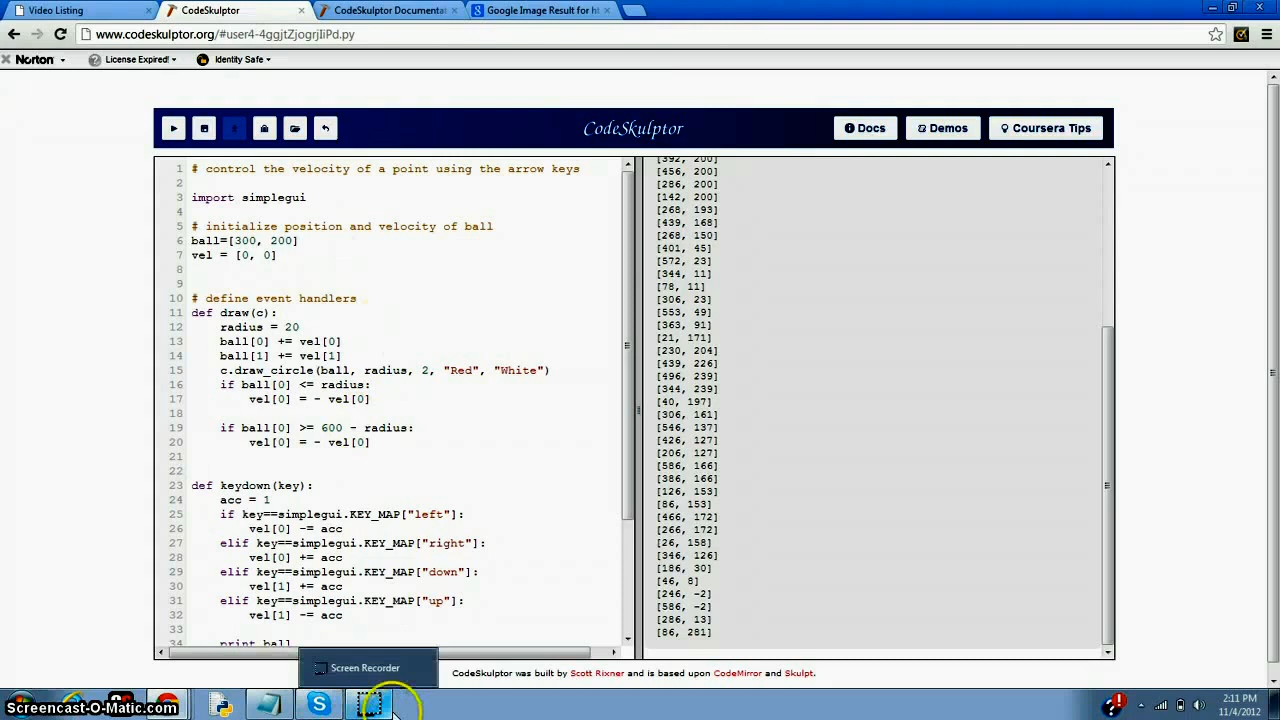 Video Listing
CodeSkulptor
CodeSkulptor Documenta
Google Image Result for ht
www.codeskulptor.org/#user4-4ggjtZjogrjIiPd.py
Norton
License Expired!
Identity Safe
CodeSkulptor
Docs
Demos
Coursera Tips
1 # control the velocity of a point using the arrow keys
2
3 import simplegui
4
5 # initialize position and velocity of ball
6 ball=[300, 200]
7 vel = [0, 0]
8
9
10 # define event handlers
11 def draw(c):
12 radius = 20
13 ball[0] += vel[0]
14 ball[1] += vel[1]
15 c.draw_circle(ball, radius, 2, "Red", "White")
16 if ball[0] <= radius:
17 vel[0] = - vel[0]
18
19 if ball[0] >= 600 - radius:
20 vel[0] = - vel[0]
21
22
23 def keydown(key):
24 acc = 1
25 if key==simplegui.KEY_MAP["left"]:
26 vel[0] -= acc
27 elif key==simplegui.KEY_MAP["right"]:
28 vel[0] += acc
29 elif key==simplegui.KEY_MAP["down"]:
30 vel[1] += acc
31 elif key==simplegui.KEY_MAP["up"]:
32 vel[1] -= acc
33
34 print ball
[392, 200]
[456, 200]
[286, 200]
[142, 200]
[268, 193]
[439, 168]
[268, 150]
[401, 45]
[572, 23]
[344, 11]
[78, 11]
[306, 23]
[553, 49]
[363, 91]
[21, 171]
[230, 204]
[439, 226]
[496, 239]
[344, 239]
[40, 197]
[306, 161]
[546, 137]
[426, 127]
[206, 127]
[586, 166]
[386, 166]
[126, 153]
[86, 153]
[466, 172]
[266, 172]
[26, 158]
[346, 126]
[186, 30]
[46, 8]
[246, -2]
[586, -2]
[286, 13]
[86, 281]
Screen Recorder
CodeSkulptor was built by Scott Rixner and is based upon CodeMirror and Skulpt.
Screencast-O-Matic.com
2:11 PM
11/4/2012